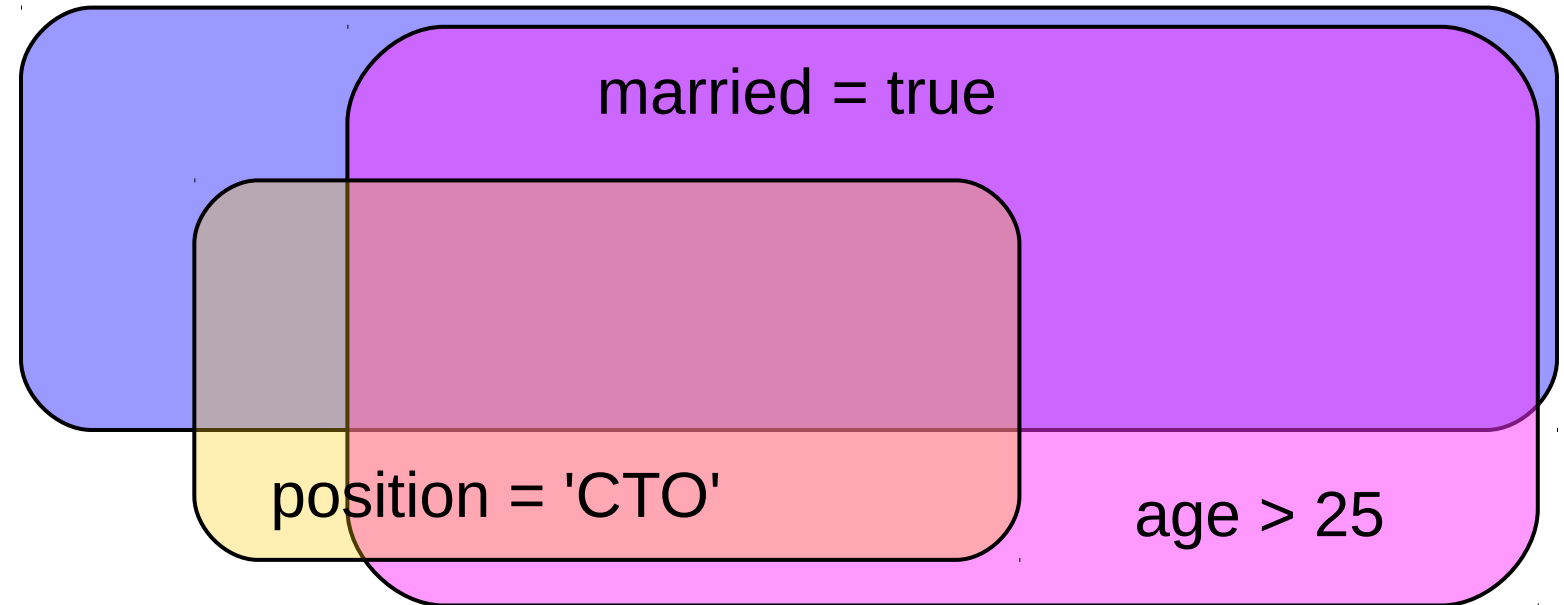 married = true
position = 'CTO'
age > 25